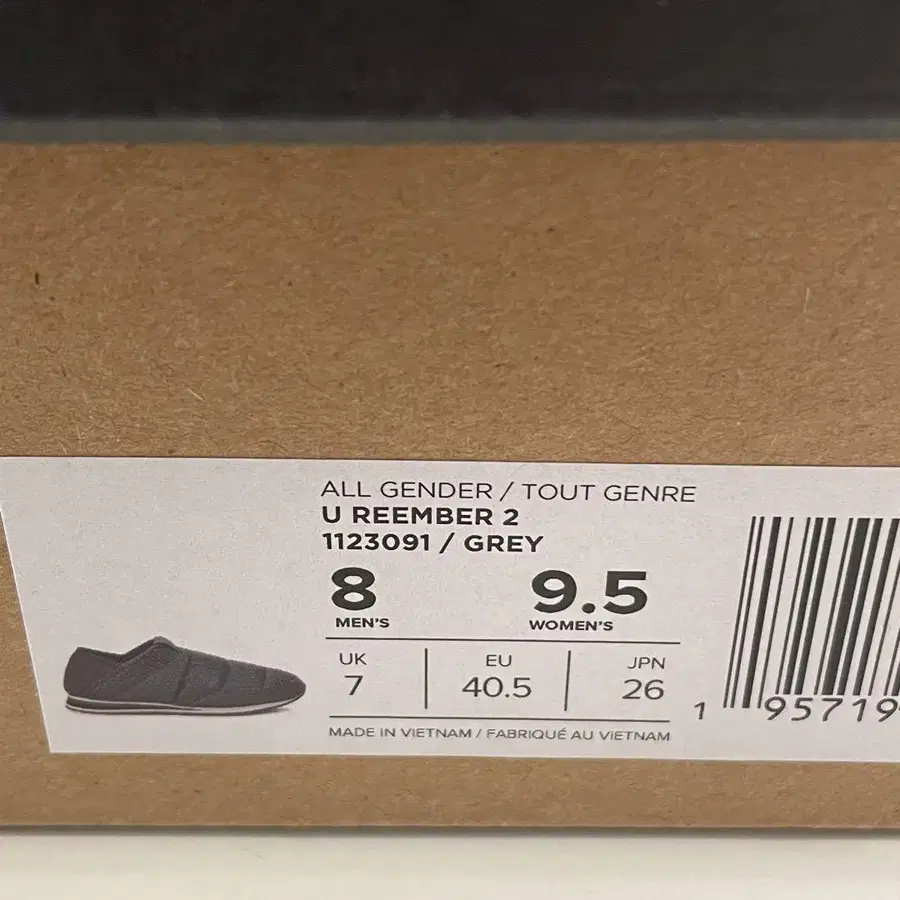 ALL GENDER / TOUT GENRE
U REEMBER 2
1123091 / GREY
8 9.5
MEN'S WOMEN'S
UK EU JPN
7 40.5 26
MADE IN VIETNAM / FABRIQUÉ AU VIETNAM
1 95719